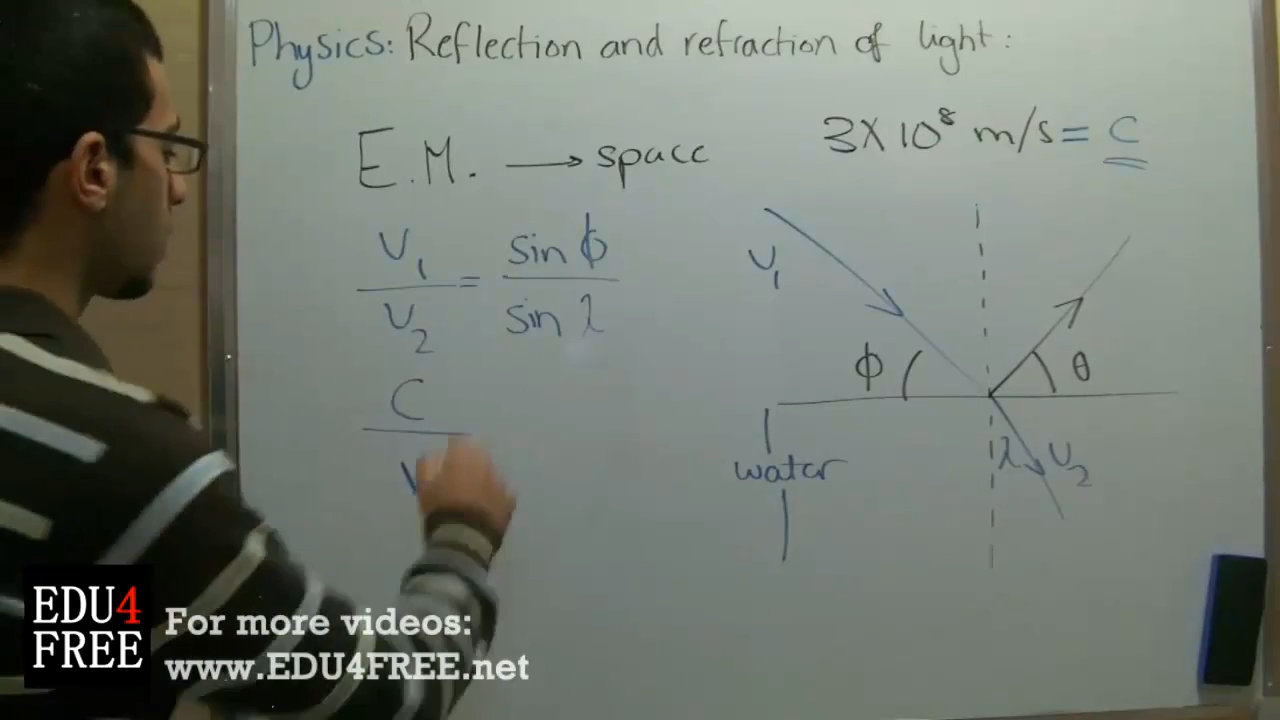 Physics: Reflection and refraction of light:
E.M. → space
3X10⁸ m/s = C
V₁ / V₂ = sin ϕ / sin λ
C
V
V₁
ϕ
θ
water
λ
V₂
EDU4
FREE
For more videos:
www.EDU4FREE.net